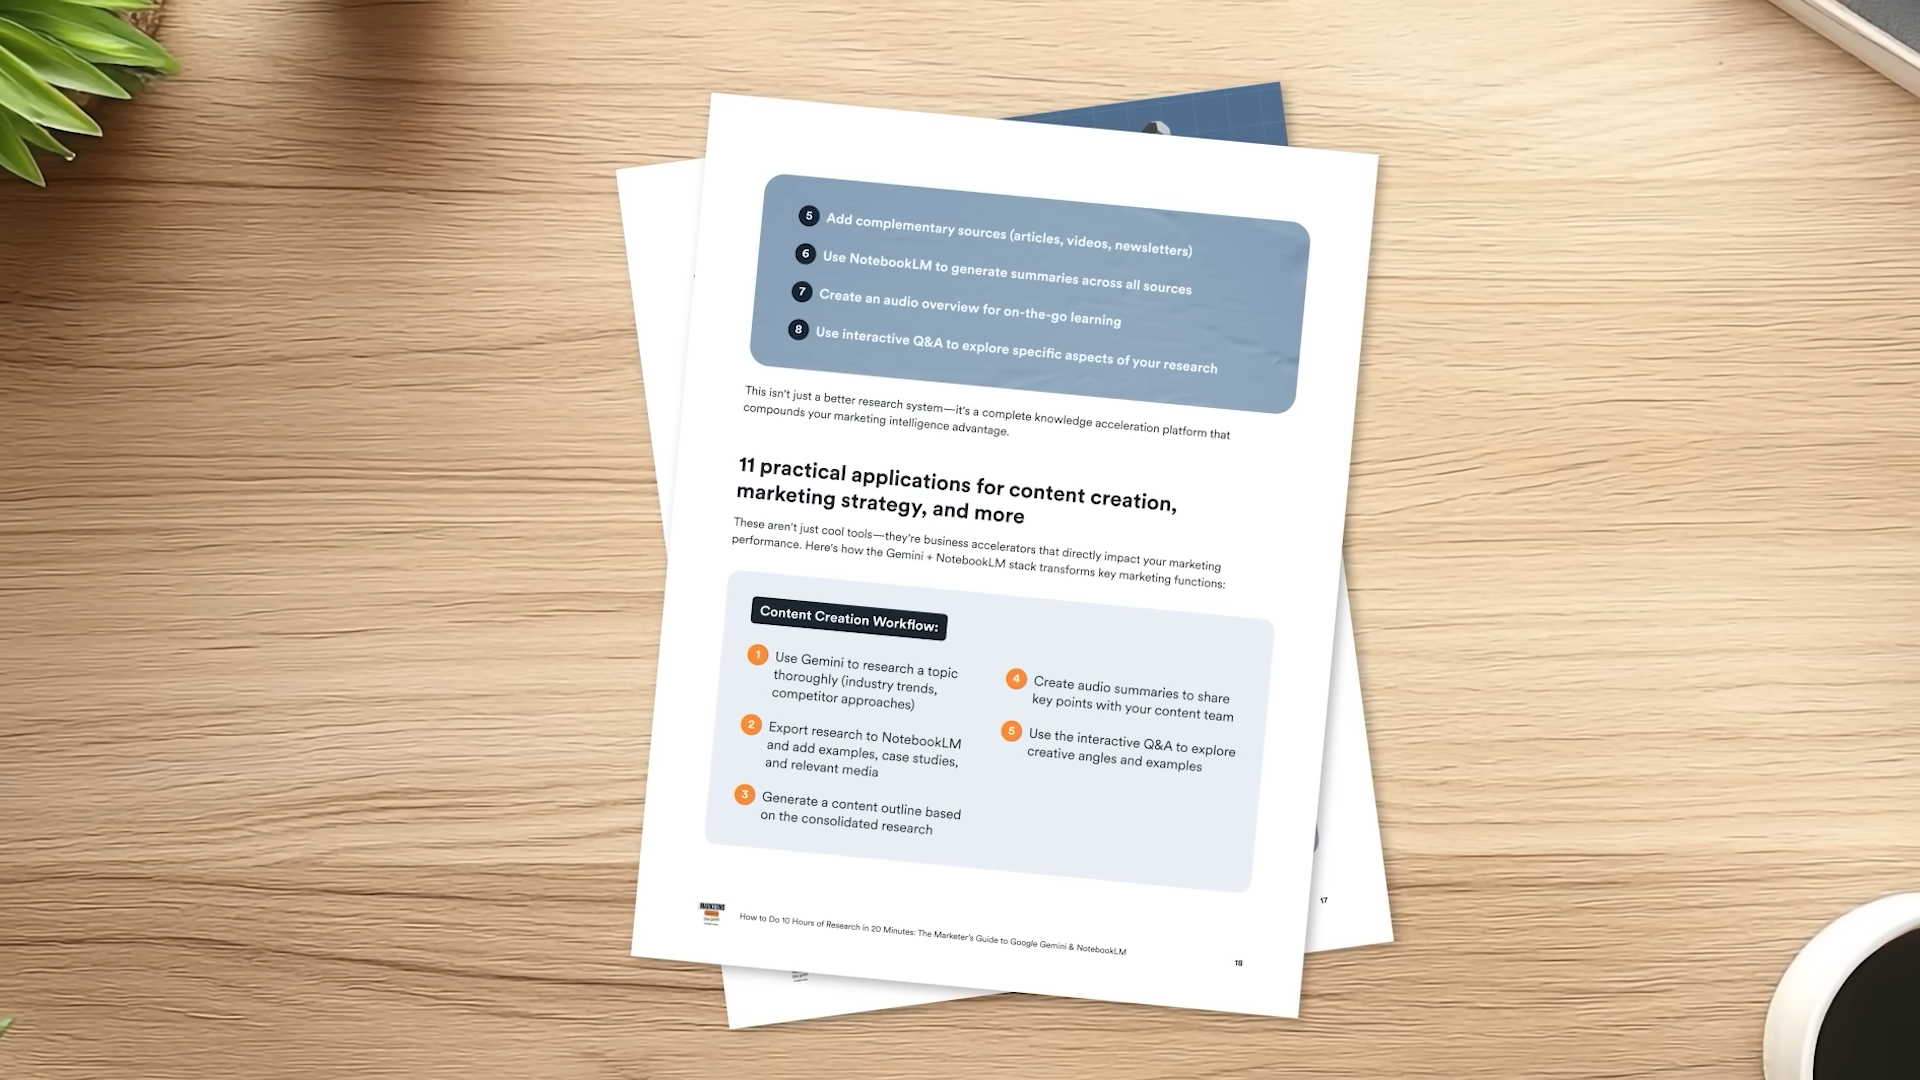 5 Add complementary sources (articles, videos, newsletters)
6 Use NotebookLM to generate summaries across all sources
7 Create an audio overview for on-the-go learning
8 Use interactive Q&A to explore specific aspects of your research
This isn't just a better research system—it's a complete knowledge acceleration platform that
compounds your marketing intelligence advantage.
11 practical applications for content creation,
marketing strategy, and more
These aren't just cool tools—they're business accelerators that directly impact your marketing
performance. Here's how the Gemini + NotebookLM stack transforms key marketing functions:
Content Creation Workflow:
1 Use Gemini to research a topic
thoroughly (industry trends,
competitor approaches)
2 Export research to NotebookLM
and add examples, case studies,
and relevant media
3 Generate a content outline based
on the consolidated research
4 Create audio summaries to share
key points with your content team
5 Use the interactive Q&A to explore
creative angles and examples
MARKETING
How to Do 10 Hours of Research in 20 Minutes: The Marketer's Guide to Google Gemini & NotebookLM
18
17